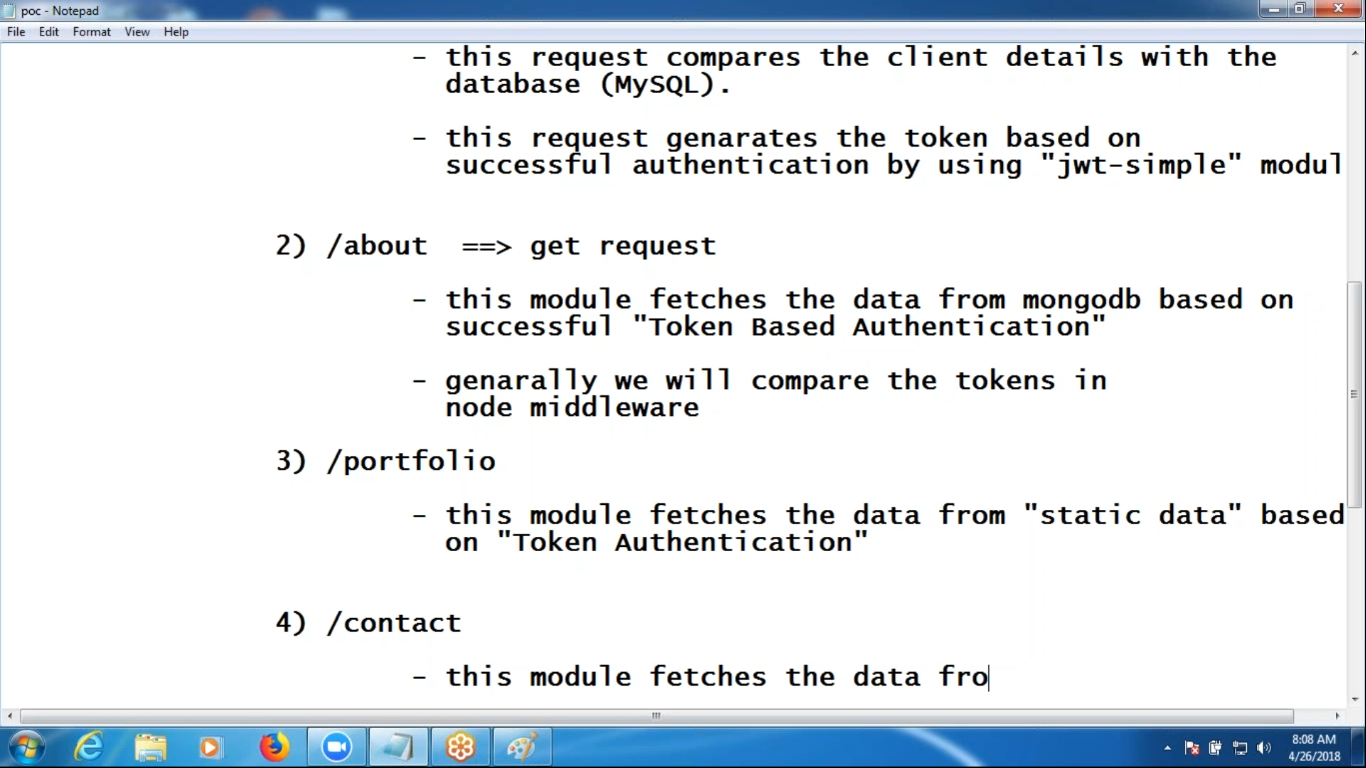 poc - Notepad
File Edit Format View Help
- this request compares the client details with the
database (MySQL).
- this request genarates the token based on
successful authentication by using "jwt-simple" modul
2) /about ==> get request
- this module fetches the data from mongodb based on
successful "Token Based Authentication"
- genarally we will compare the tokens in
node middleware
3) /portfolio
- this module fetches the data from "static data" based
on "Token Authentication"
4) /contact
- this module fetches the data fro
8:08 AM
4/26/2018